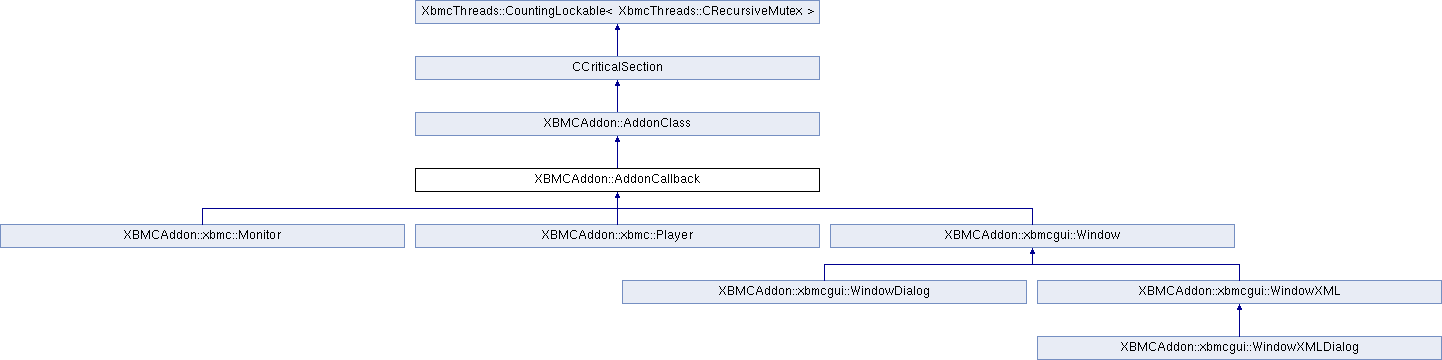 XbmcThreads::CountingLockable< XbmcThreads::CRecursiveMutex >
CCriticalSection
XBMCAddon::AddonClass
XBMCAddon::AddonCallback
XBMCAddon::xbmc::Monitor
XBMCAddon::xbmc::Player
XBMCAddon::xbmcgui::Window
XBMCAddon::xbmcgui::WindowDialog
XBMCAddon::xbmcgui::WindowXML
XBMCAddon::xbmcgui::WindowXMLDialog